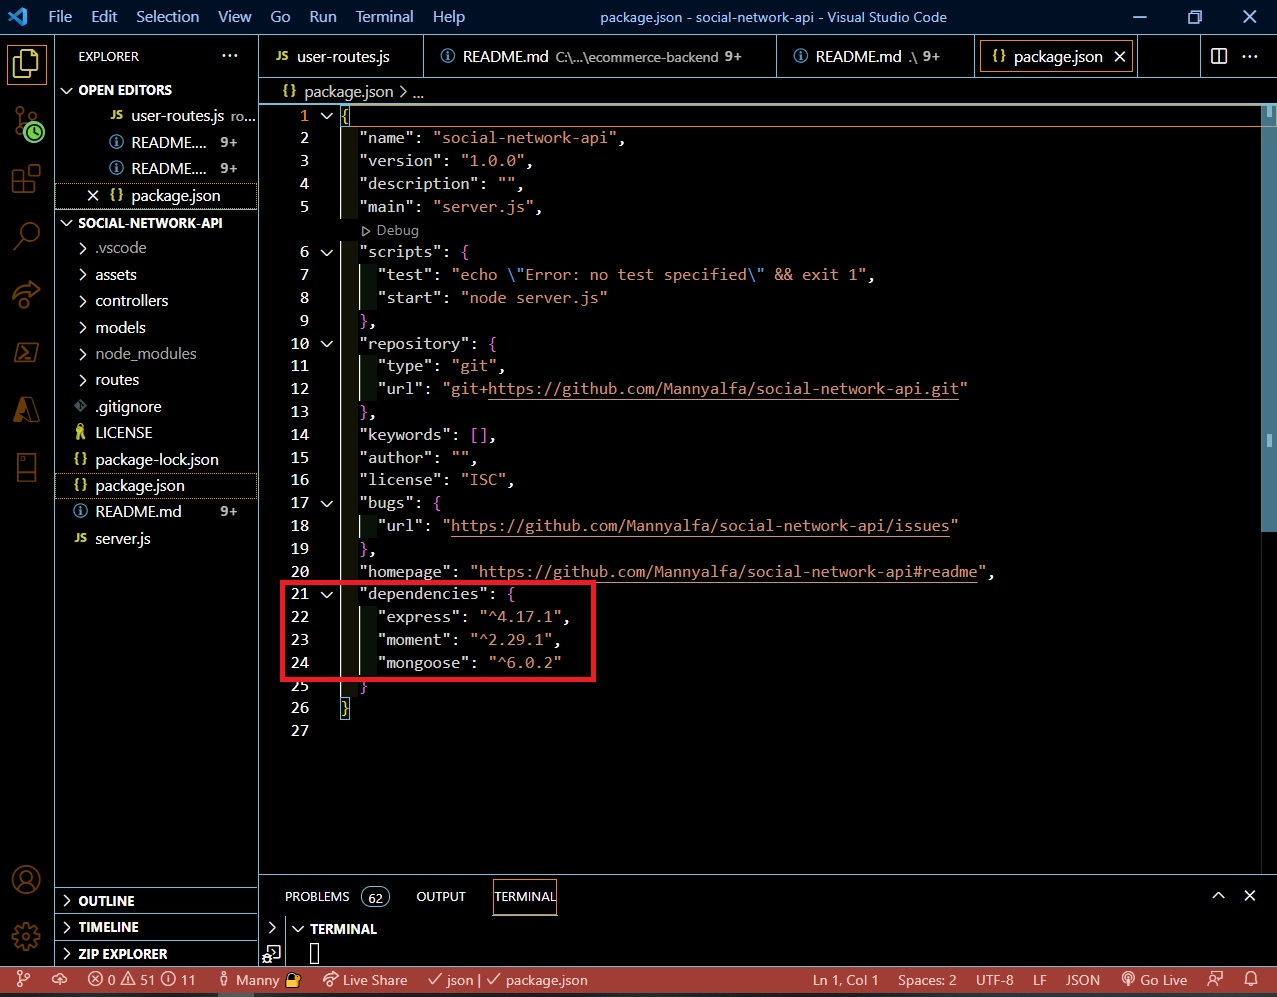 File Edit Selection View Go Run Terminal Help package.json - social-network-api - Visual Studio Code
EXPLORER ···
OPEN EDITORS
JS user-routes.js ro...
README.... 9+
README.... 9+
{} package.json
SOCIAL-NETWORK-API
.vscode
assets
controllers
models
node_modules
routes
.gitignore
LICENSE
{} package-lock.json
{} package.json
README.md 9+
JS server.js
OUTLINE
TIMELINE
ZIP EXPLORER
JS user-routes.js README.md C:\...\ecommerce-backend 9+ README.md .\ 9+ {} package.json ···
{} package.json > ...
1 {
2 "name": "social-network-api",
3 "version": "1.0.0",
4 "description": "",
5 "main": "server.js",
Debug
6 "scripts": {
7 "test": "echo \"Error: no test specified\" && exit 1",
8 "start": "node server.js"
9 },
10 "repository": {
11 "type": "git",
12 "url": "git+https://github.com/Mannyalfa/social-network-api.git"
13 },
14 "keywords": [],
15 "author": "",
16 "license": "ISC",
17 "bugs": {
18 "url": "https://github.com/Mannyalfa/social-network-api/issues"
19 },
20 "homepage": "https://github.com/Mannyalfa/social-network-api#readme",
21 "dependencies": {
22 "express": "^4.17.1",
23 "moment": "^2.29.1",
24 "mongoose": "^6.0.2"
25 }
26 }
27
PROBLEMS 62 OUTPUT TERMINAL
TERMINAL
0 51 11 Manny Live Share json | package.json Ln 1, Col 1 Spaces: 2 UTF-8 LF JSON Go Live